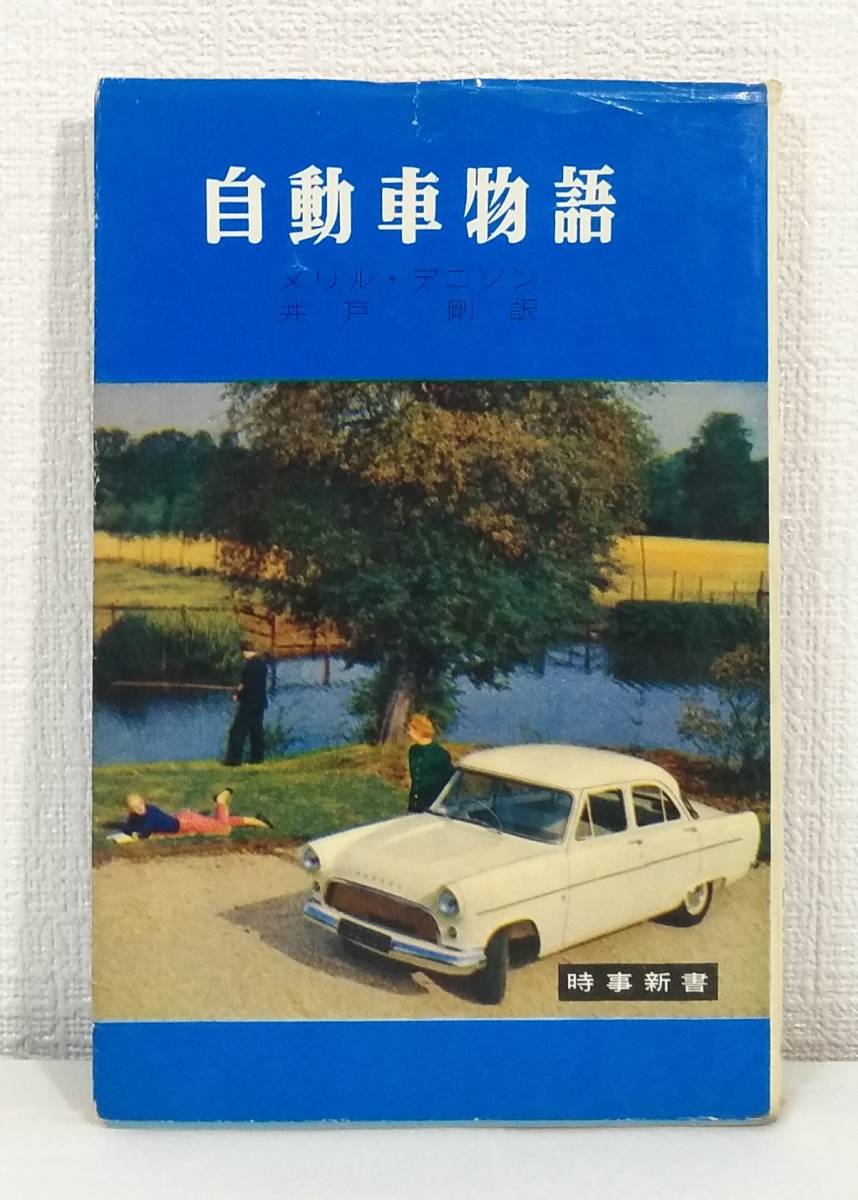 自動車物語
メリル・デニソン
井戸 剛訳
時事新書